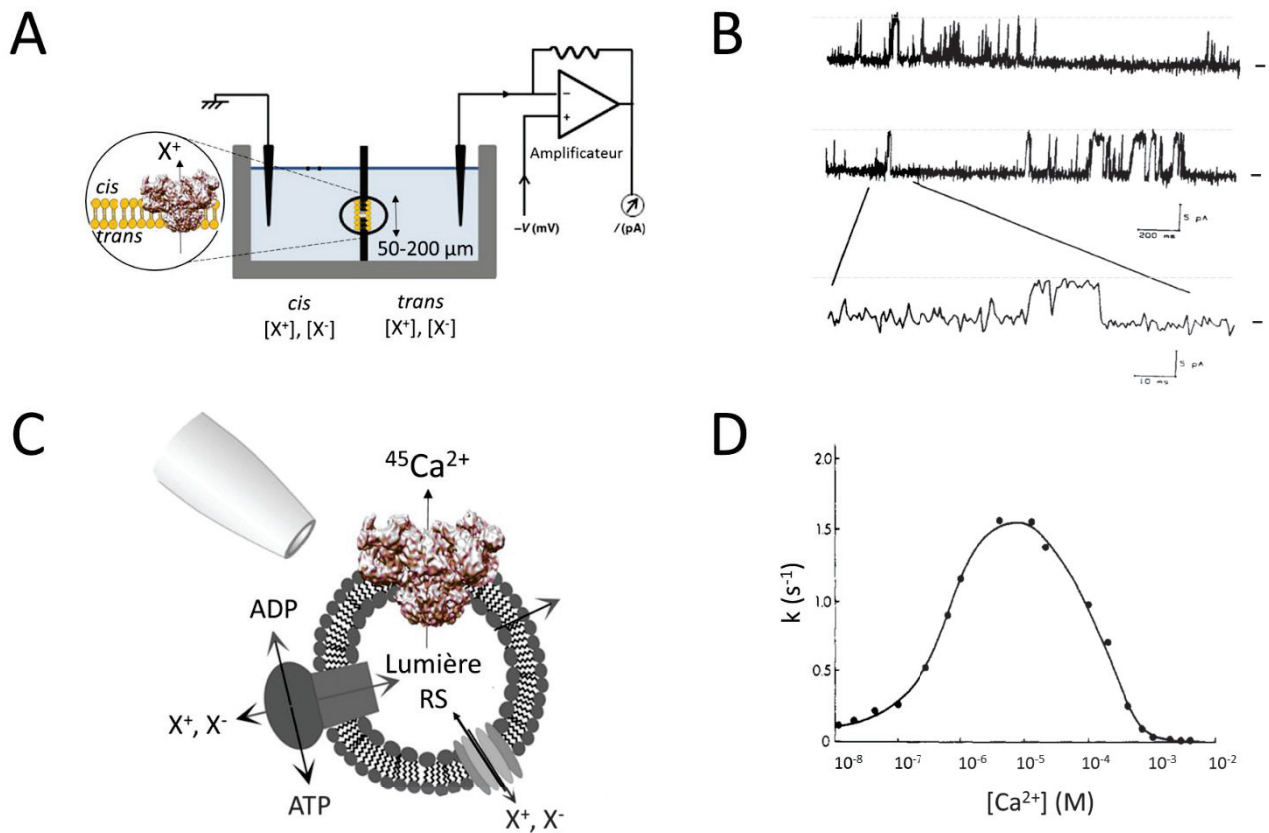 A
X⁺
cis
trans
50-200 µm
cis
[X⁺], [X⁻]
trans
[X⁺], [X⁻]
−
+
Amplificateur
−V (mV)
I (pA)
B
5 pA
200 ms
5 pA
10 ms
C
⁴⁵Ca²⁺
ADP
Lumière
RS
X⁺, X⁻
ATP
X⁺, X⁻
D
2.0
1.5
1.0
0.5
0
k (s⁻¹)
10⁻⁸ 10⁻⁷ 10⁻⁶ 10⁻⁵ 10⁻⁴ 10⁻³ 10⁻²
[Ca²⁺] (M)